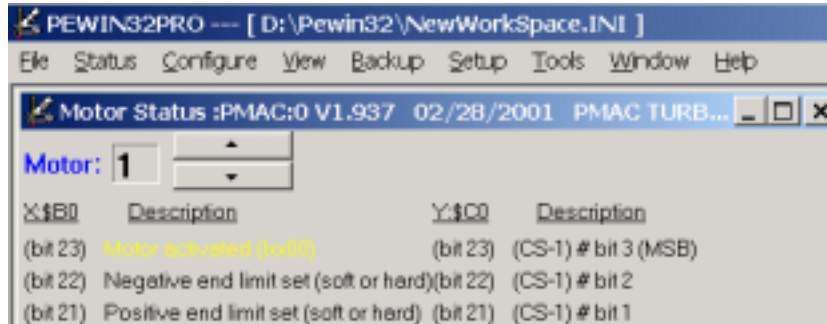 PEWIN32PRO --- [ D:\Pewin32\NewWorkSpace.INI ]
File Status Configure View Backup Setup Tools Window Help
Motor Status :PMAC:0 V1.937 02/28/2001 PMAC TURB...
Motor: 1
X:$B0 Description Y:$C0 Description
(bit 23) Motor activated (Ixx00) (bit 23) (CS-1) # bit 3 (MSB)
(bit 22) Negative end limit set (soft or hard) (bit 22) (CS-1) # bit 2
(bit 21) Positive end limit set (soft or hard) (bit 21) (CS-1) # bit 1